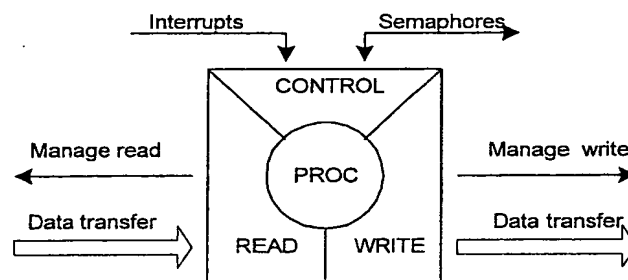 Interrupts Semaphores
CONTROL
Manage read
PROC
Manage write
Data transfer
Data transfer
READ WRITE